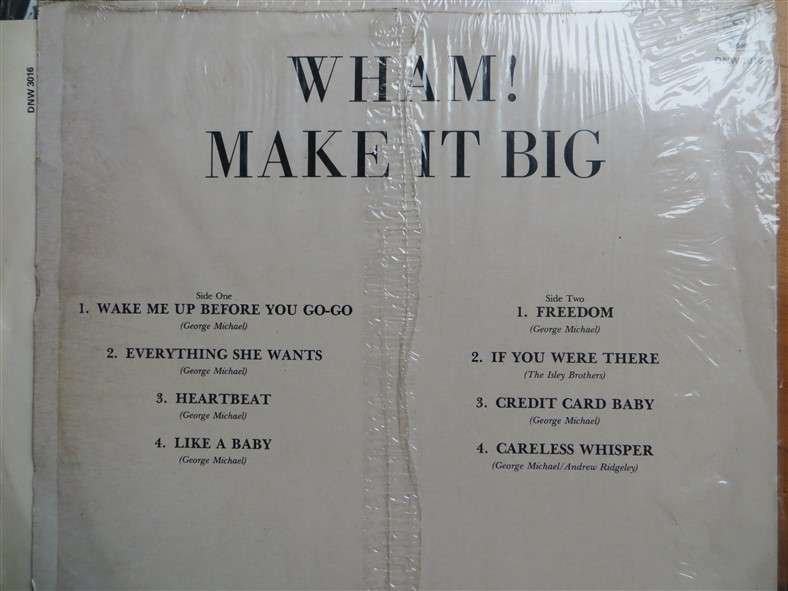 DNW 3016
WHAM!
MAKE IT BIG
Side One
1. WAKE ME UP BEFORE YOU GO-GO
(George Michael)
2. EVERYTHING SHE WANTS
(George Michael)
3. HEARTBEAT
(George Michael)
4. LIKE A BABY
(George Michael)
Side Two
1. FREEDOM
(George Michael)
2. IF YOU WERE THERE
(The Isley Brothers)
3. CREDIT CARD BABY
(George Michael)
4. CARELESS WHISPER
(George Michael/Andrew Ridgeley)